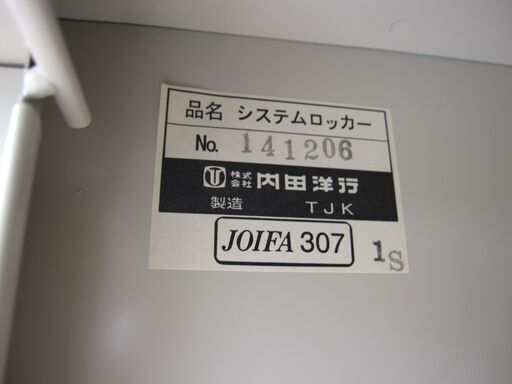 品名 システムロッカー
No. 141206
株式会社 内田洋行
製造 TJK
JOIFA 307
1S